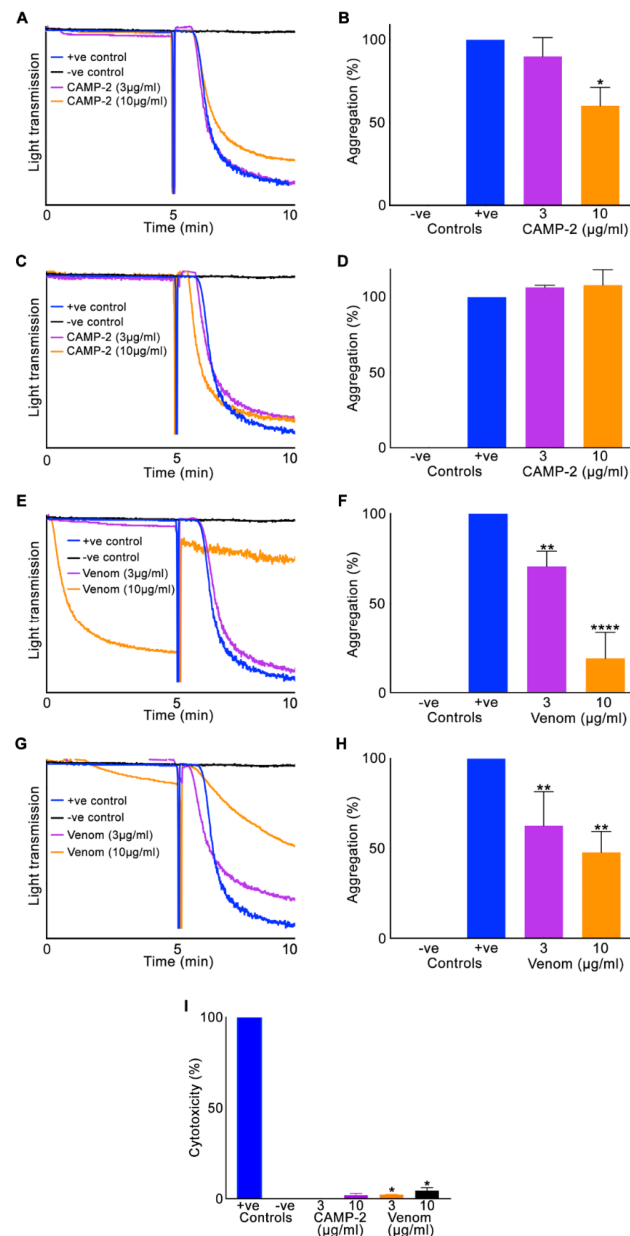 A
Light transmission
+ve control
-ve control
CAMP-2 (3µg/ml)
CAMP-2 (10µg/ml)
0 5 10
Time (min)
B
Aggregation (%)
100
50
0
*
-ve +ve 3 10
Controls CAMP-2 (µg/ml)
C
Light transmission
+ve control
-ve control
CAMP-2 (3µg/ml)
CAMP-2 (10µg/ml)
0 5 10
Time (min)
D
Aggregation (%)
100
50
0
-ve +ve 3 10
Controls CAMP-2 (µg/ml)
E
Light transmission
+ve control
-ve control
Venom (3µg/ml)
Venom (10µg/ml)
0 5 10
Time (min)
F
Aggregation (%)
100
50
0
**
****
-ve +ve 3 10
Controls Venom (µg/ml)
G
Light transmission
+ve control
-ve control
Venom (3µg/ml)
Venom (10µg/ml)
0 5 10
Time (min)
H
Aggregation (%)
100
50
0
**
**
-ve +ve 3 10
Controls Venom (µg/ml)
I
Cytotoxicity (%)
100
50
0
*
*
+ve -ve 3 10 3 10
Controls CAMP-2 Venom
(µg/ml) (µg/ml)